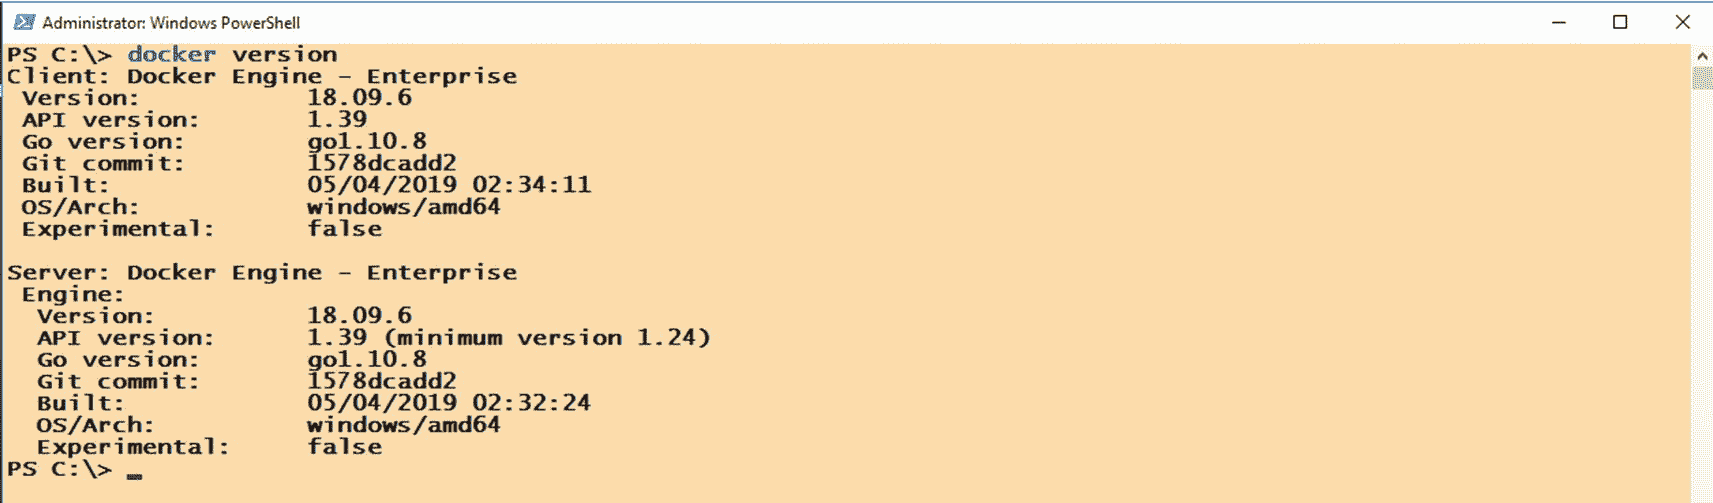 Administrator: Windows PowerShell
PS C:\> docker version
Client: Docker Engine - Enterprise
 Version:           18.09.6
 API version:       1.39
 Go version:        go1.10.8
 Git commit:        1578dcadd2
 Built:             05/04/2019 02:34:11
 OS/Arch:           windows/amd64
 Experimental:      false

Server: Docker Engine - Enterprise
 Engine:
  Version:          18.09.6
  API version:      1.39 (minimum version 1.24)
  Go version:       go1.10.8
  Git commit:       1578dcadd2
  Built:            05/04/2019 02:32:24
  OS/Arch:          windows/amd64
  Experimental:     false
PS C:\> _